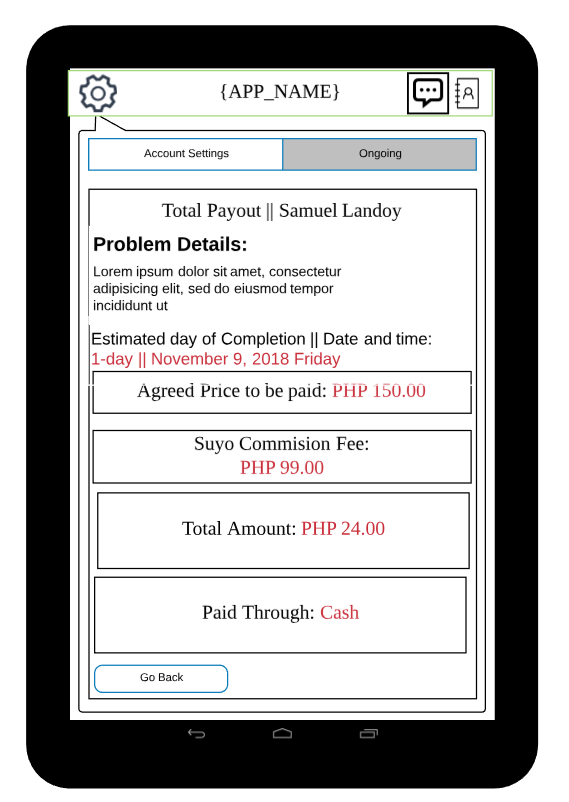 {APP_NAME}
Account Settings
Ongoing
Total Payout || Samuel Landoy
Problem Details:
Lorem ipsum dolor sit amet, consectetur
adipisicing elit, sed do eiusmod tempor
incididunt ut
Estimated day of Completion || Date and time:
1-day || November 9, 2018 Friday
Agreed Price to be paid: PHP 150.00
Suyo Commision Fee:
PHP 99.00
Total Amount: PHP 24.00
Paid Through: Cash
Go Back